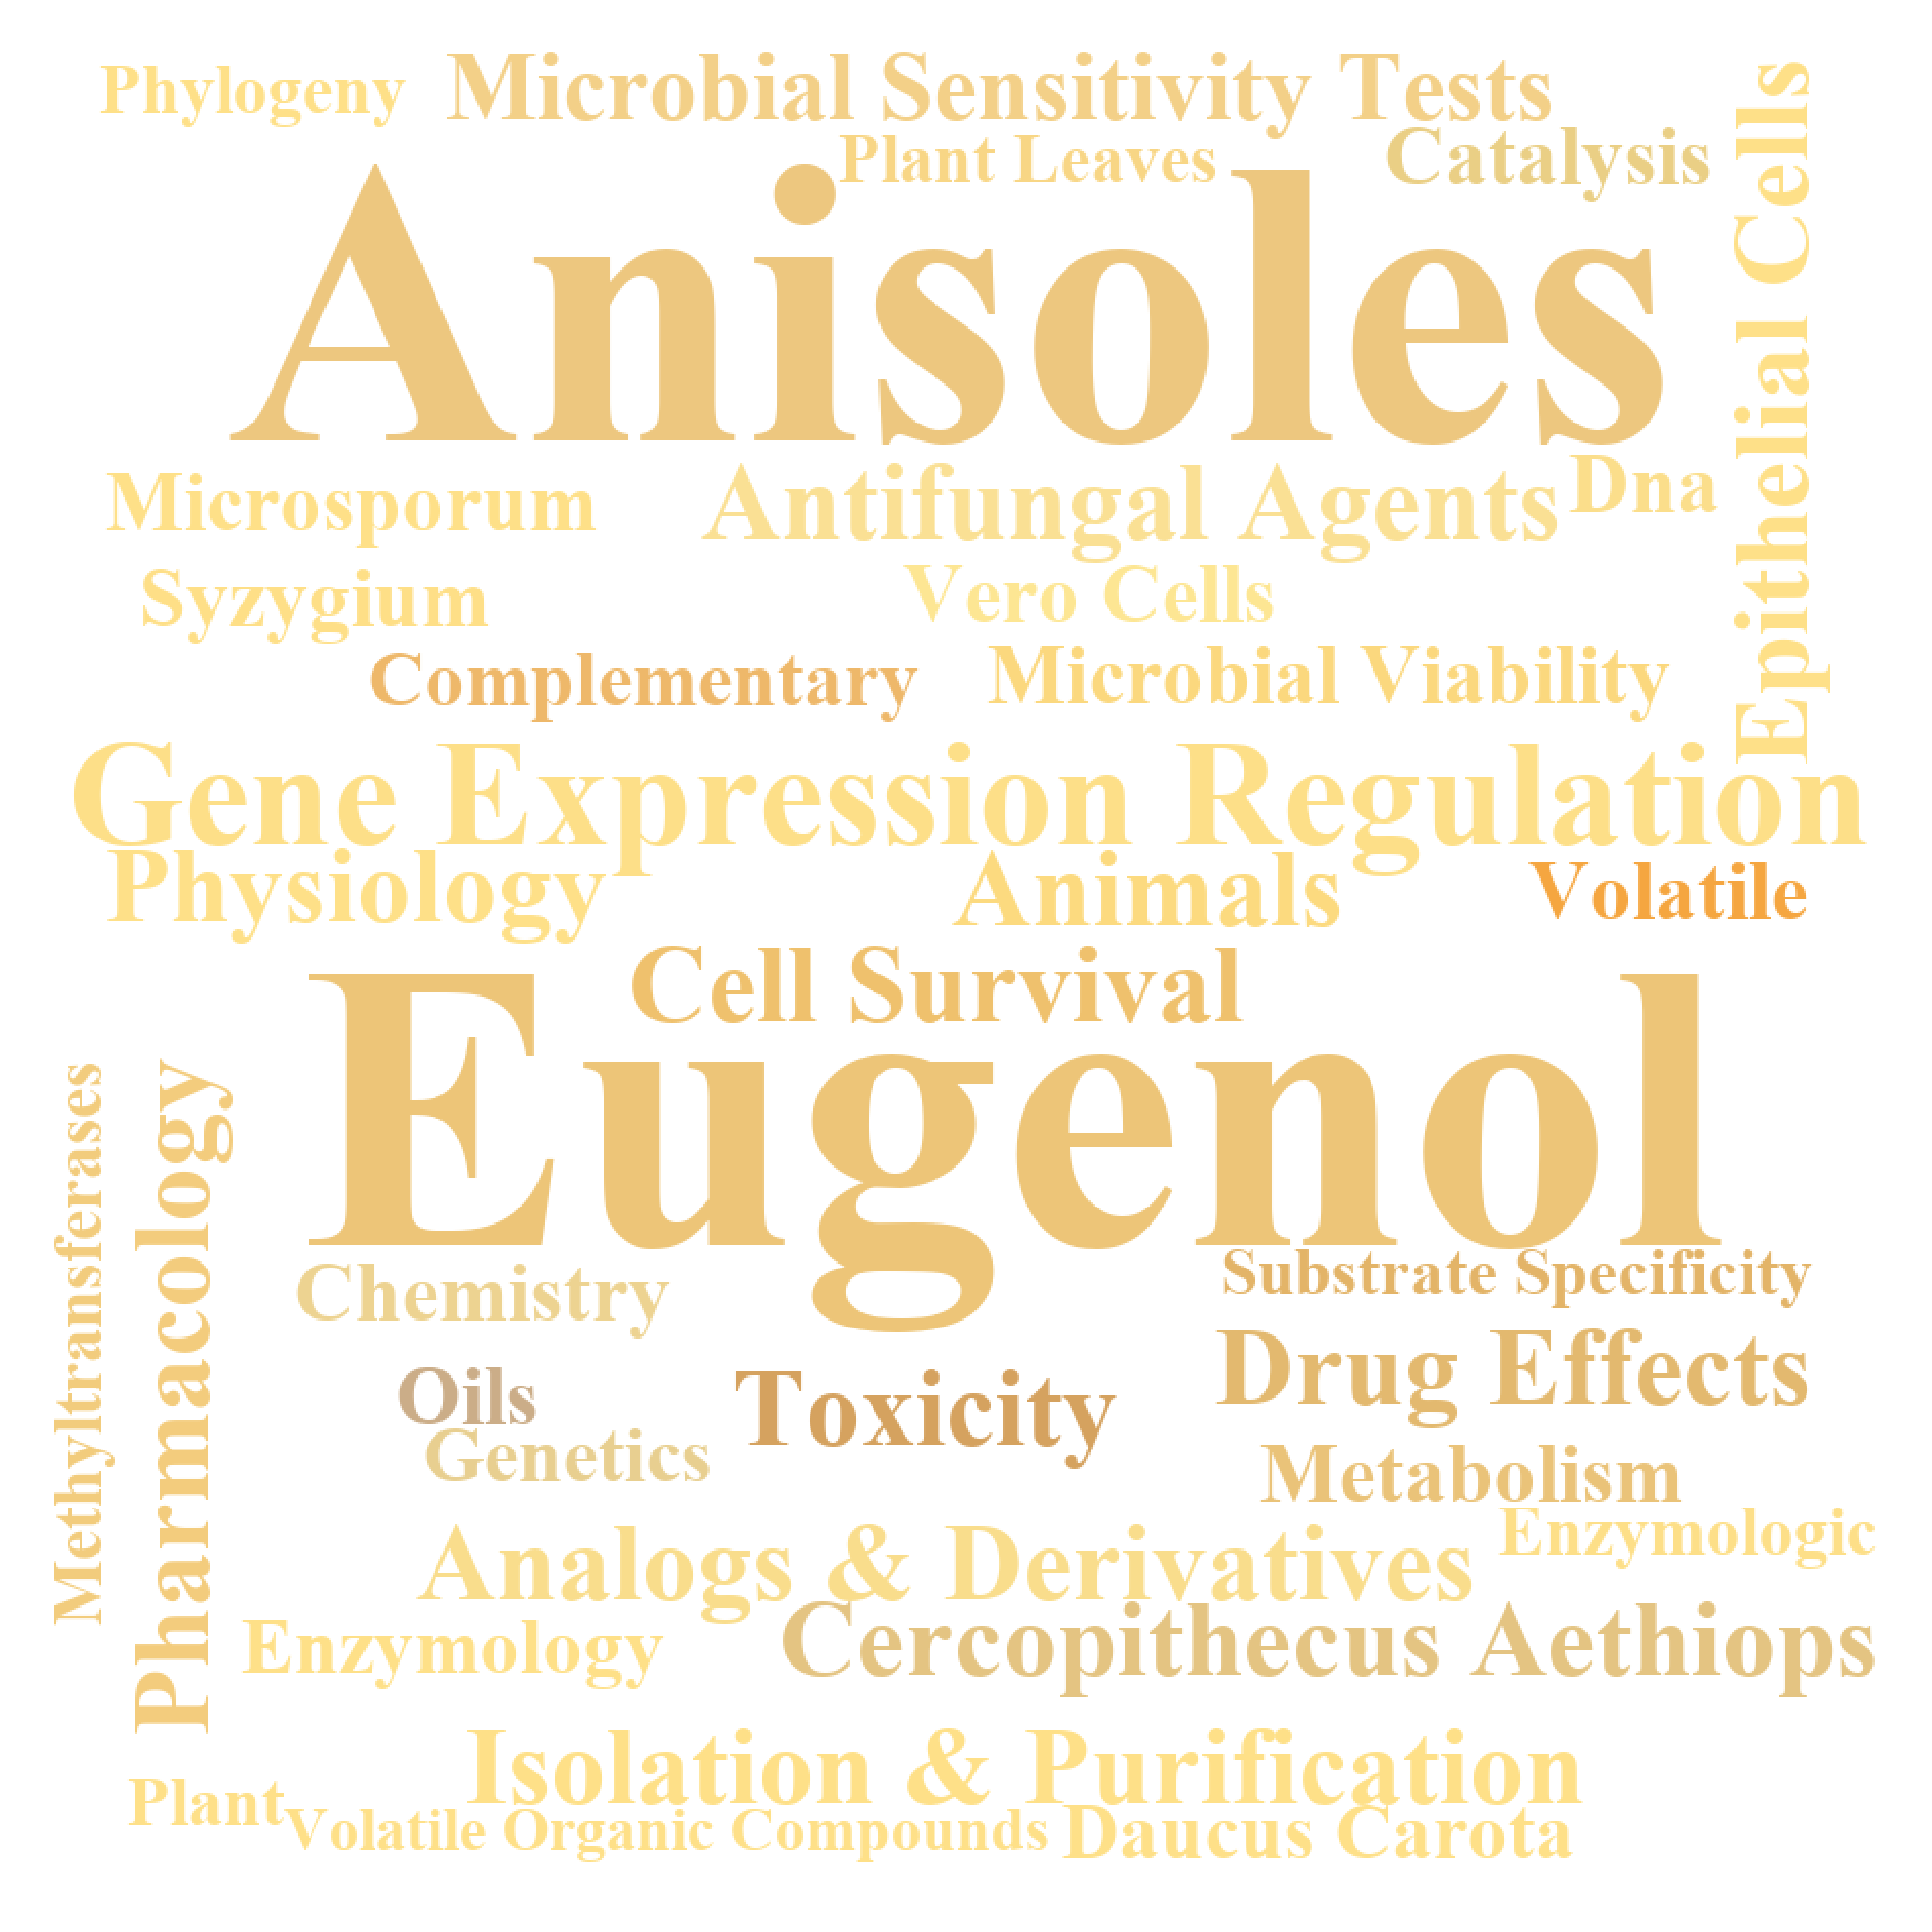 Phylogeny
Microbial Sensitivity Tests
Plant Leaves
Catalysis
Epithelial Cells
Anisoles
Microsporum
Antifungal Agents
Dna
Syzygium
Vero Cells
Complementary
Microbial Viability
Gene Expression Regulation
Physiology
Animals
Volatile
Cell Survival
Eugenol
Methyltransferases
Pharmacology
Chemistry
Substrate Specificity
Oils
Toxicity
Drug Effects
Genetics
Metabolism
Analogs & Derivatives
Enzymologic
Enzymology
Cercopithecus Aethiops
Isolation & Purification
Plant
Volatile Organic Compounds
Daucus Carota